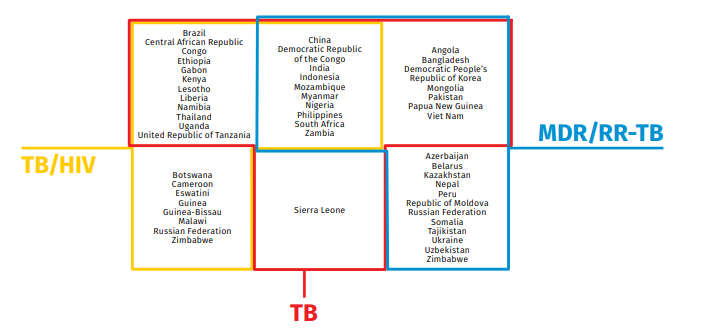 Brazil
Central African Republic
Congo
Ethiopia
Gabon
Kenya
Lesotho
Liberia
Namibia
Thailand
Uganda
United Republic of Tanzania
China
Democratic Republic
of the Congo
India
Indonesia
Mozambique
Myanmar
Nigeria
Philippines
South Africa
Zambia
Angola
Bangladesh
Democratic People's
Republic of Korea
Mongolia
Pakistan
Papua New Guinea
Viet Nam
MDR/RR-TB
TB/HIV
Botswana
Cameroon
Eswatini
Guinea
Guinea-Bissau
Malawi
Russian Federation
Zimbabwe
Sierra Leone
Azerbaijan
Belarus
Kazakhstan
Nepal
Peru
Republic of Moldova
Russian Federation
Somalia
Tajikistan
Ukraine
Uzbekistan
Zimbabwe
TB